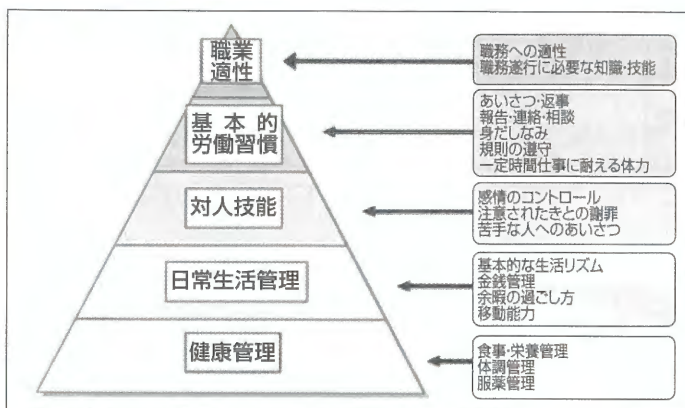 職業
適性
職務への適性
職務遂行に必要な知識・技能
基本的
労働習慣
あいさつ・返事
報告・連絡・相談
身だしなみ
規則の遵守
一定時間仕事に耐える体力
対人技能
感情のコントロール
注意されたきとの謝罪
苦手な人へのあいさつ
日常生活管理
基本的な生活リズム
金銭管理
余暇の過ごし方
移動能力
健康管理
食事・栄養管理
体調管理
服薬管理